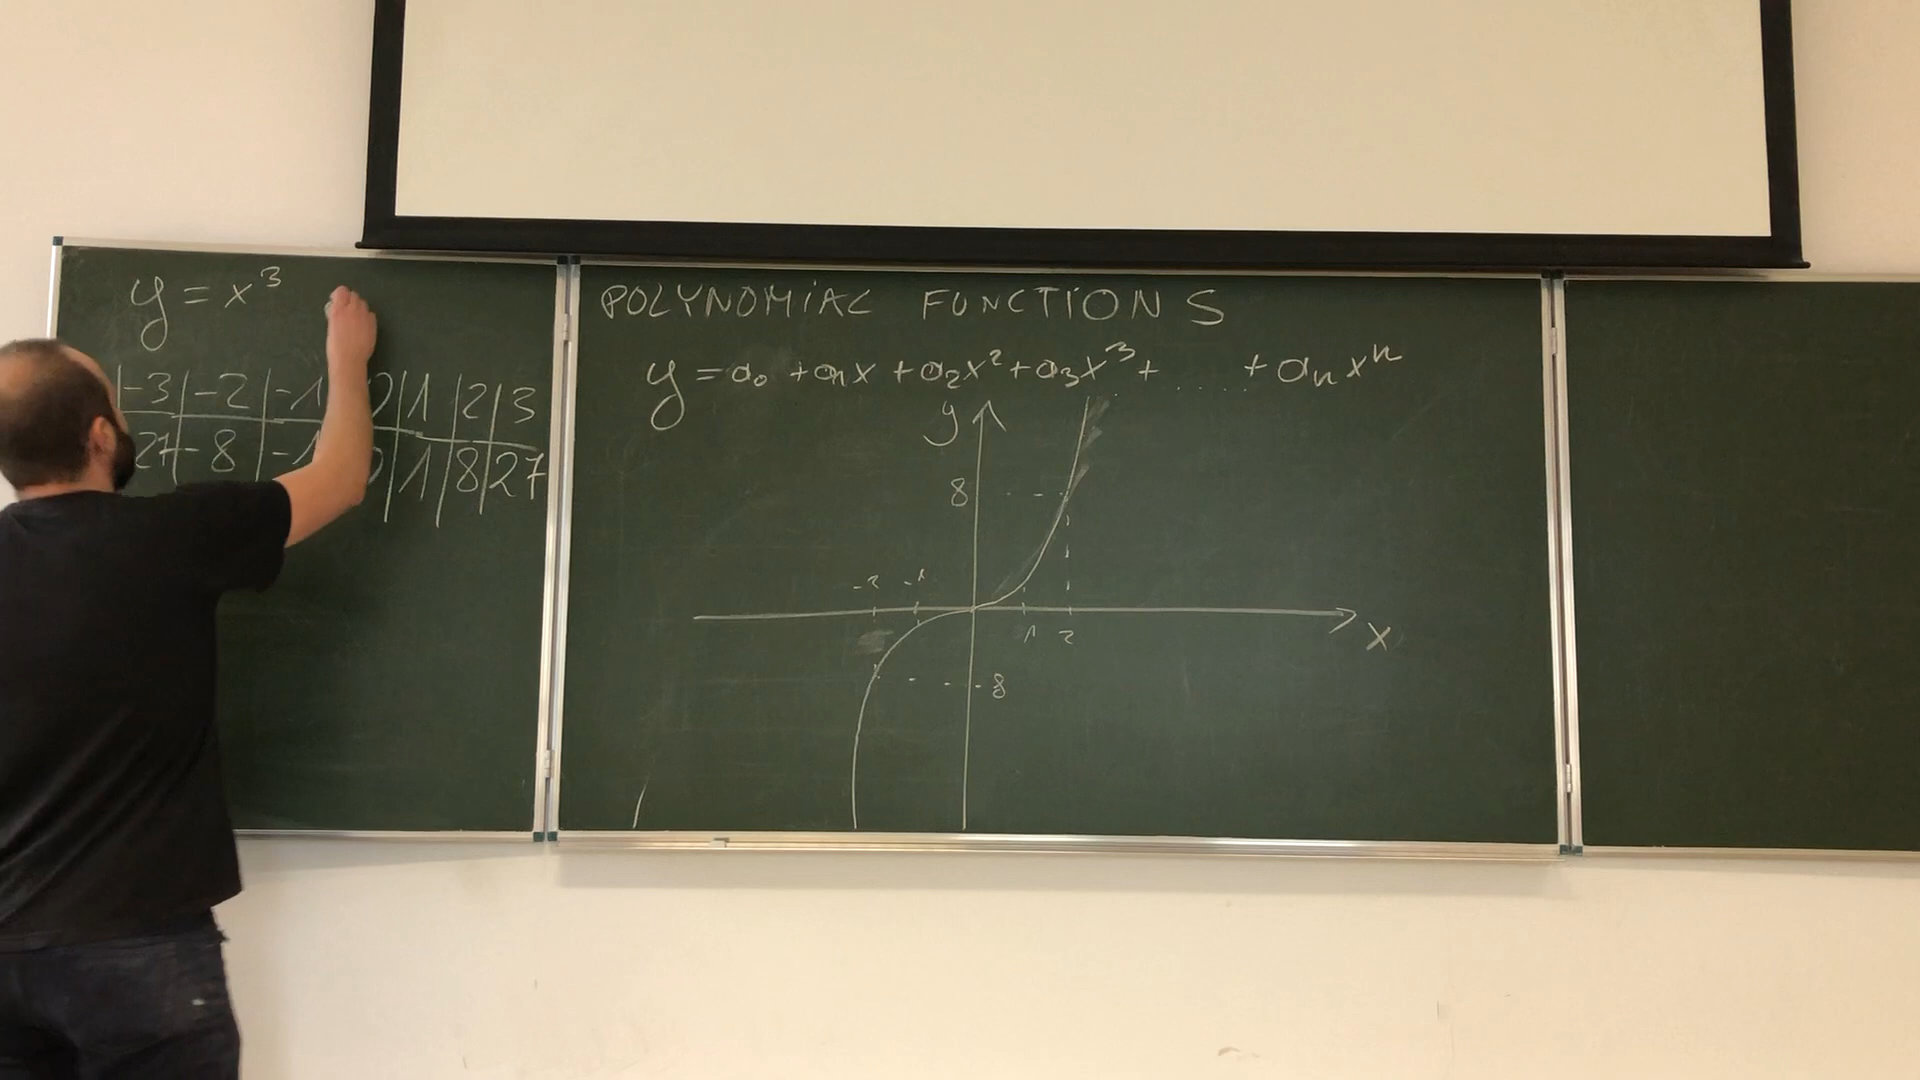 y = x³
-3 | -2 | -1 | 0 | 1 | 2 | 3
27 | -8 | -1 | 0 | 1 | 8 | 27
POLYNOMIAL FUNCTIONS
y = a₀ + a₁x + a₂x² + a₃x³ + ..... + aₙxⁿ
y
8
-2 -1
1 2
x
-8